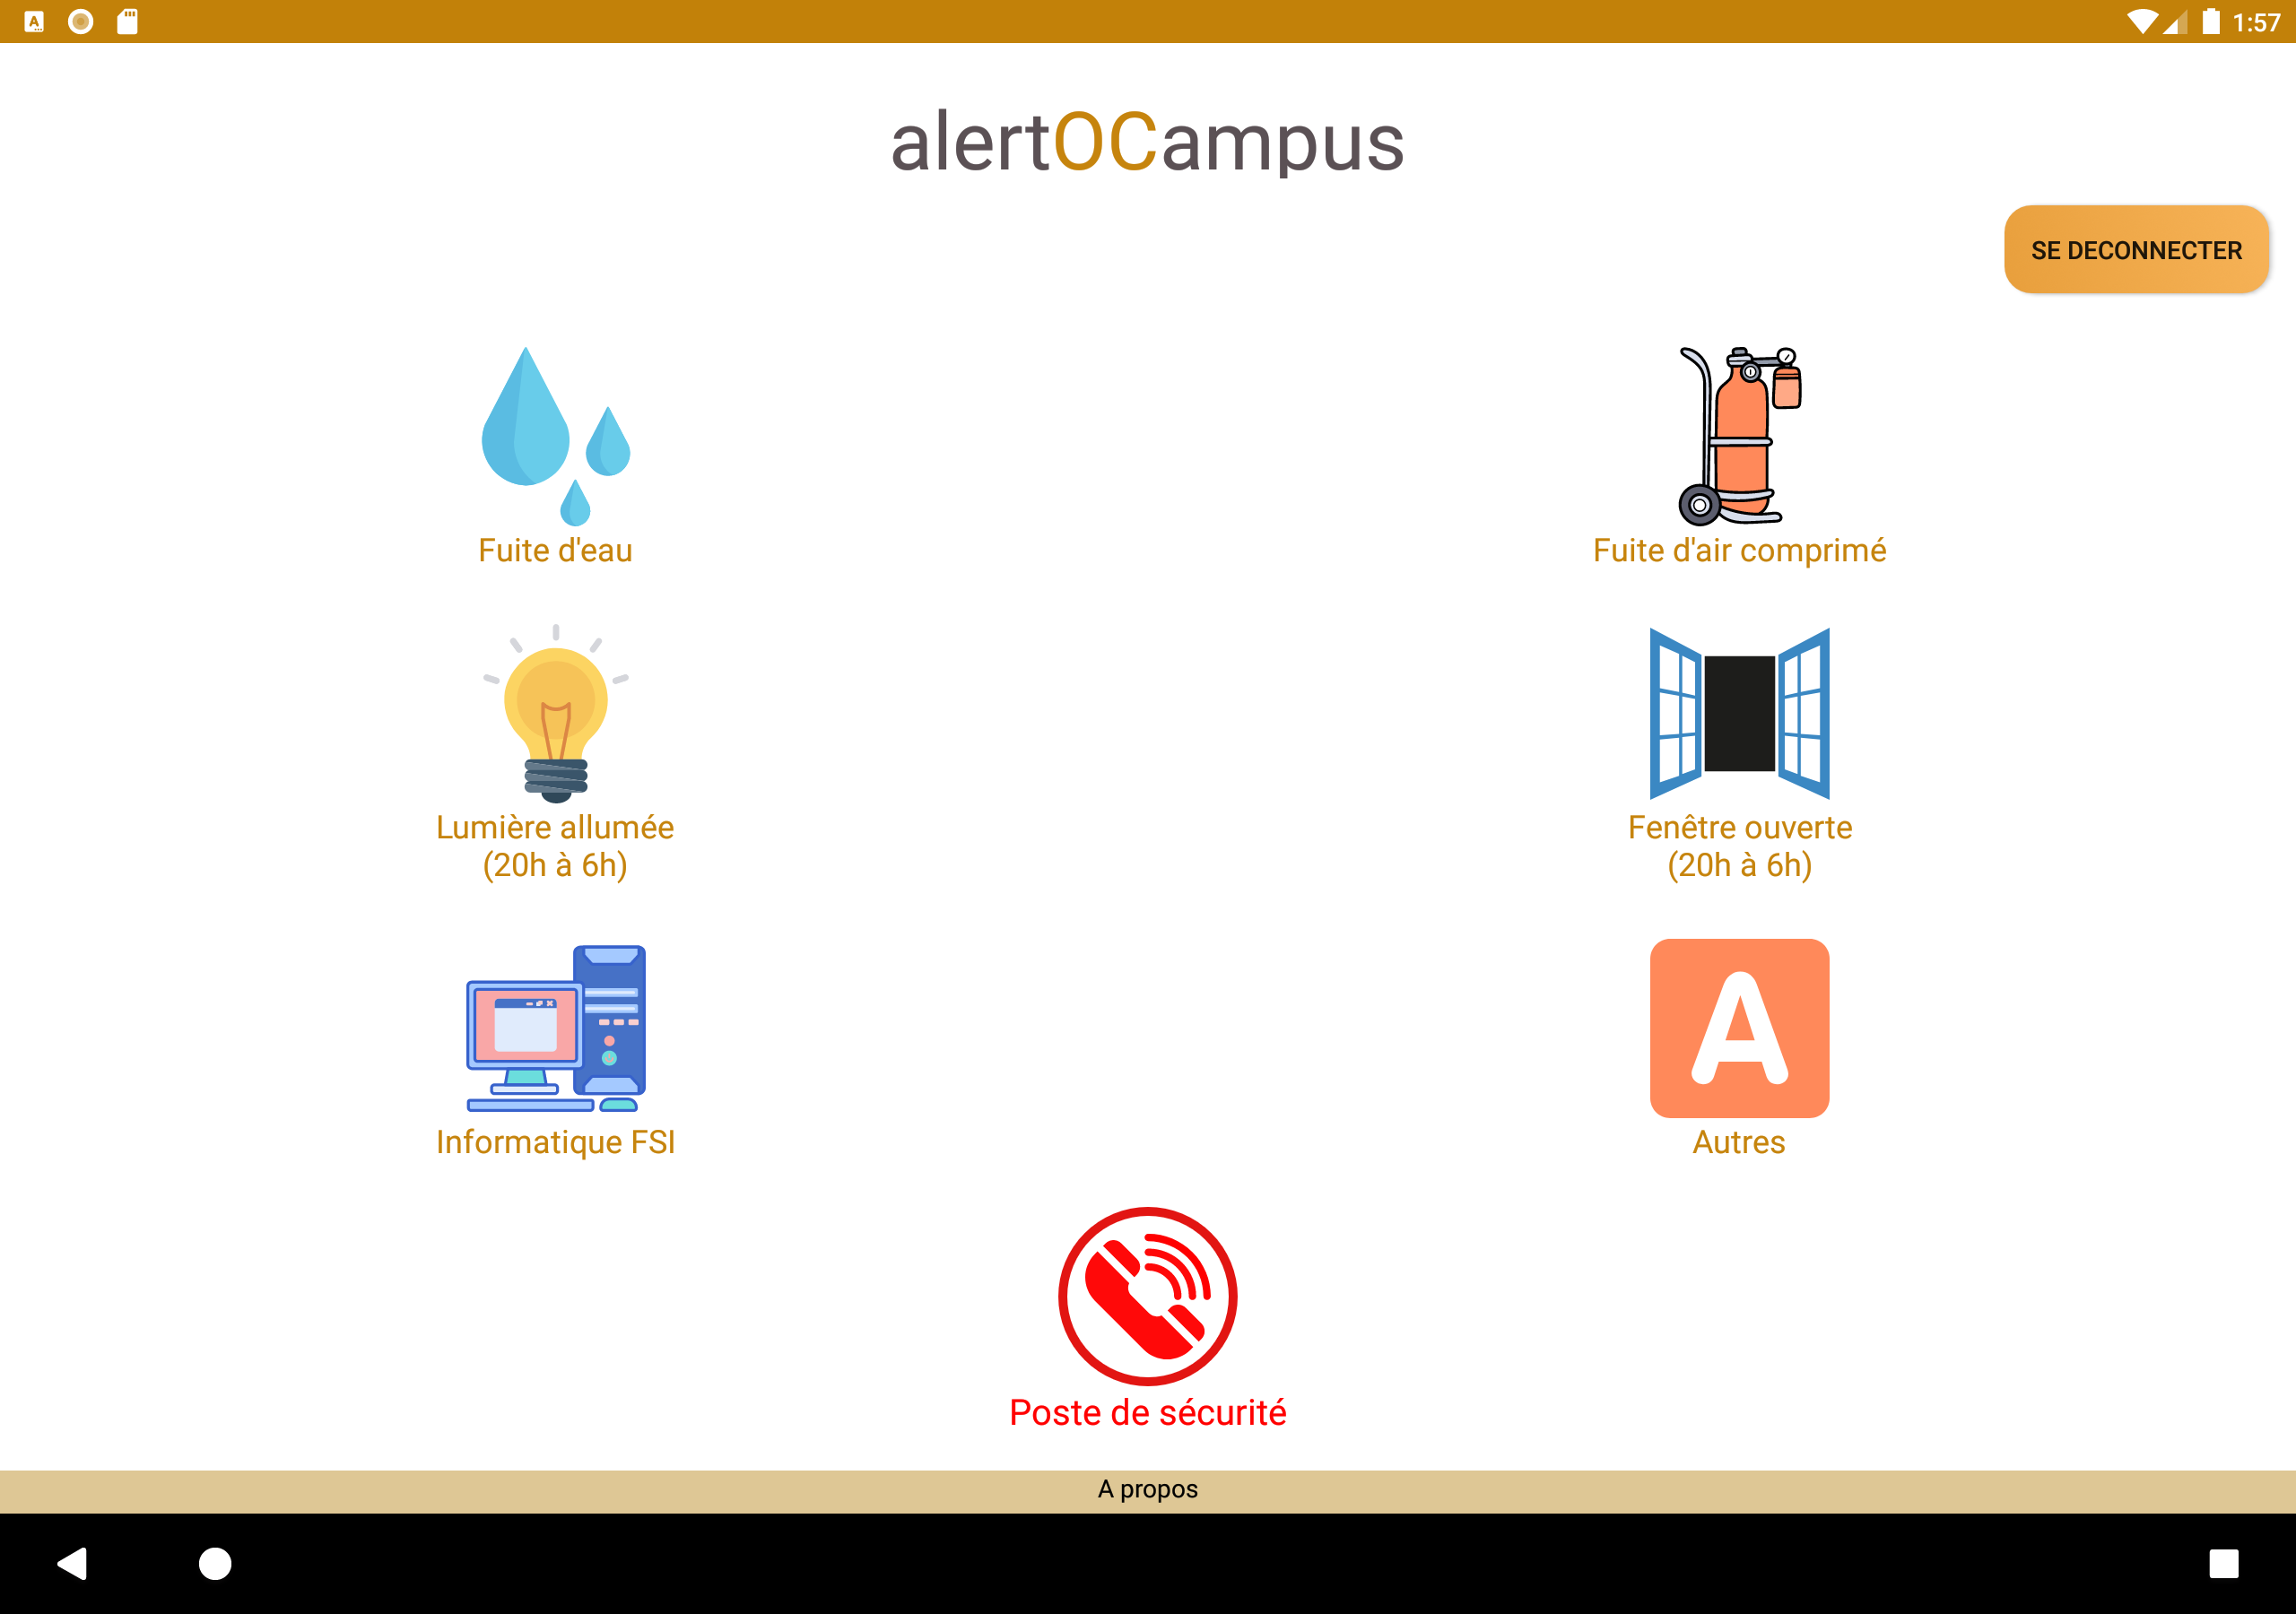 1:57
alertOCampus
SE DECONNECTER
Fuite d'eau
Fuite d'air comprimé
Lumière allumée
(20h à 6h)
Fenêtre ouverte
(20h à 6h)
Informatique FSI
A
Autres
Poste de sécurité
A propos